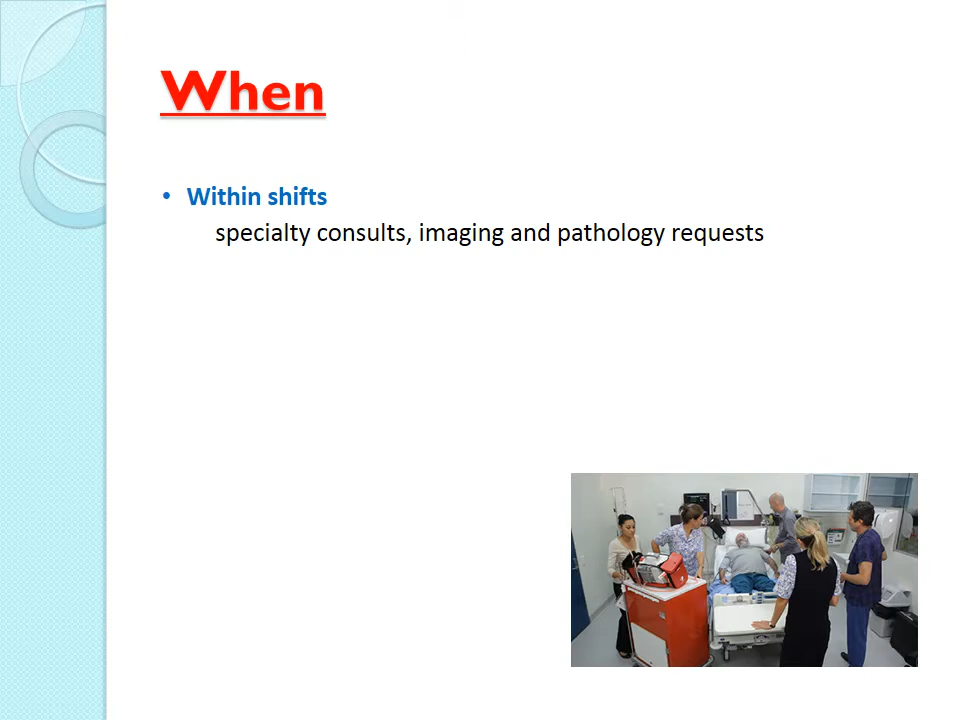 When
• Within shifts
specialty consults, imaging and pathology requests